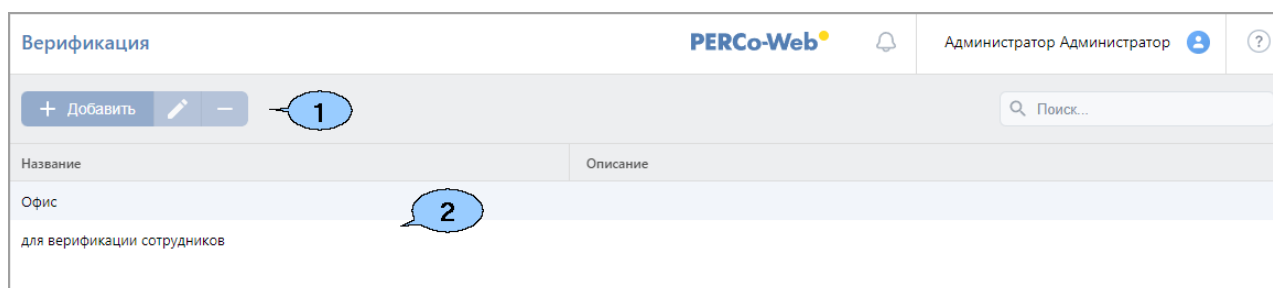 Верификация PERCo-Web Администратор Администратор ?
+ Добавить 1 Поиск...
Название Описание
Офис
2
для верификации сотрудников